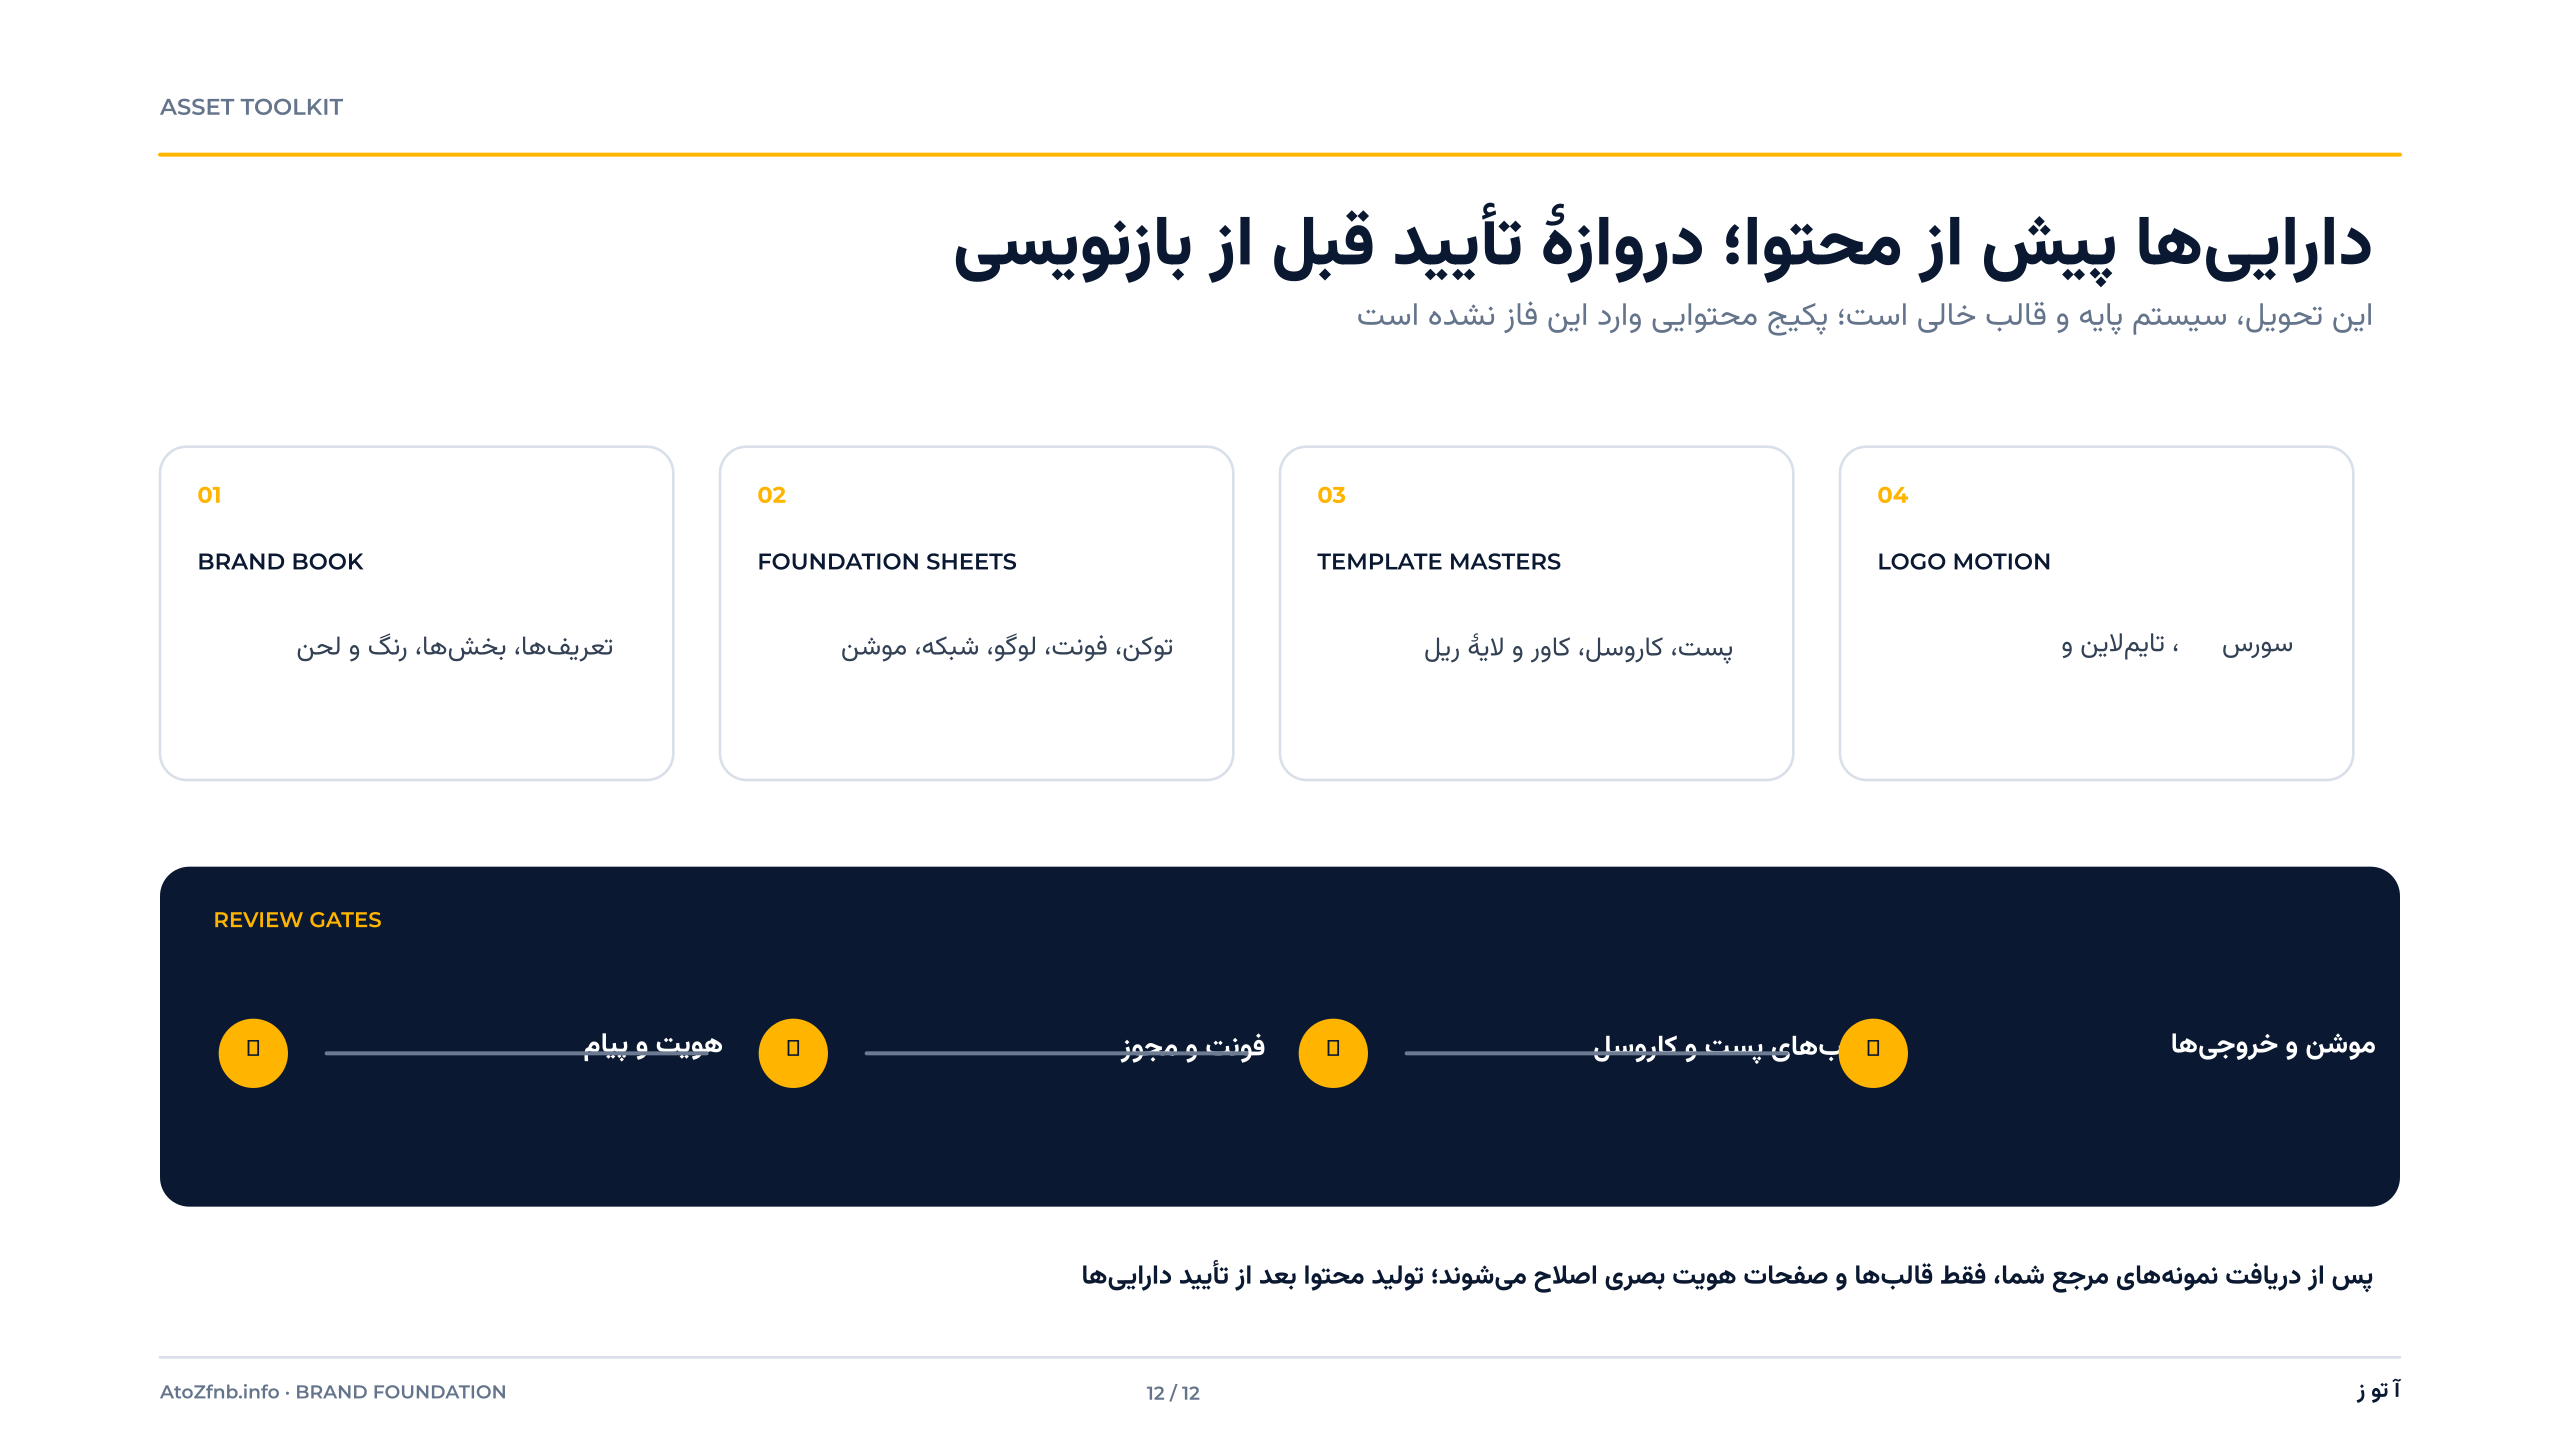 ASSET TOOLKIT
دارایی‌ها پیش از محتوا؛ دروازهٔ تأیید قبل از بازنویسی
این تحویل، سیستم پایه و قالب خالی است؛ پکیج محتوایی وارد این فاز نشده است
01
BRAND BOOK
تعریف‌ها، بخش‌ها، رنگ و لحن
02
FOUNDATION SHEETS
توکن، فونت، لوگو، شبکه، موشن
03
TEMPLATE MASTERS
پست، کاروسل، کاور و لایهٔ ریل
04
LOGO MOTION
سورس ، تایم‌لاین و
REVIEW GATES
هویت و پیام
فونت و مجوز
ب‌های پست و کاروسل
موشن و خروجی‌ها
پس از دریافت نمونه‌های مرجع شما، فقط قالب‌ها و صفحات هویت بصری اصلاح می‌شوند؛ تولید محتوا بعد از تأیید دارایی‌ها
AtoZfnb.info · BRAND FOUNDATION
12 / 12
آ تو ز